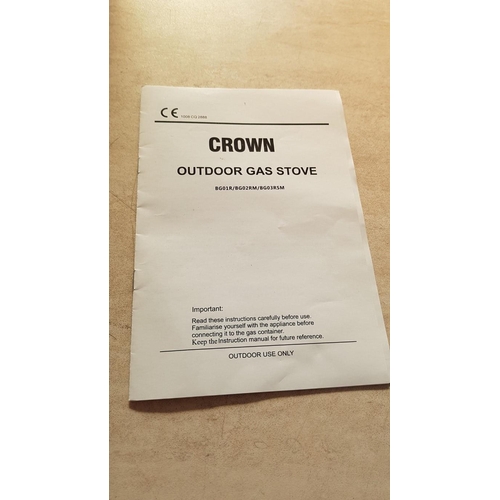 CE
CROWN
OUTDOOR GAS STOVE
BG01R/BG02RM/BG03RSM
Important:
Read these instructions carefully before use.
Familiarise yourself with the appliance before
connecting it to the gas container.
Keep the Instruction manual for future reference.
OUTDOOR USE ONLY